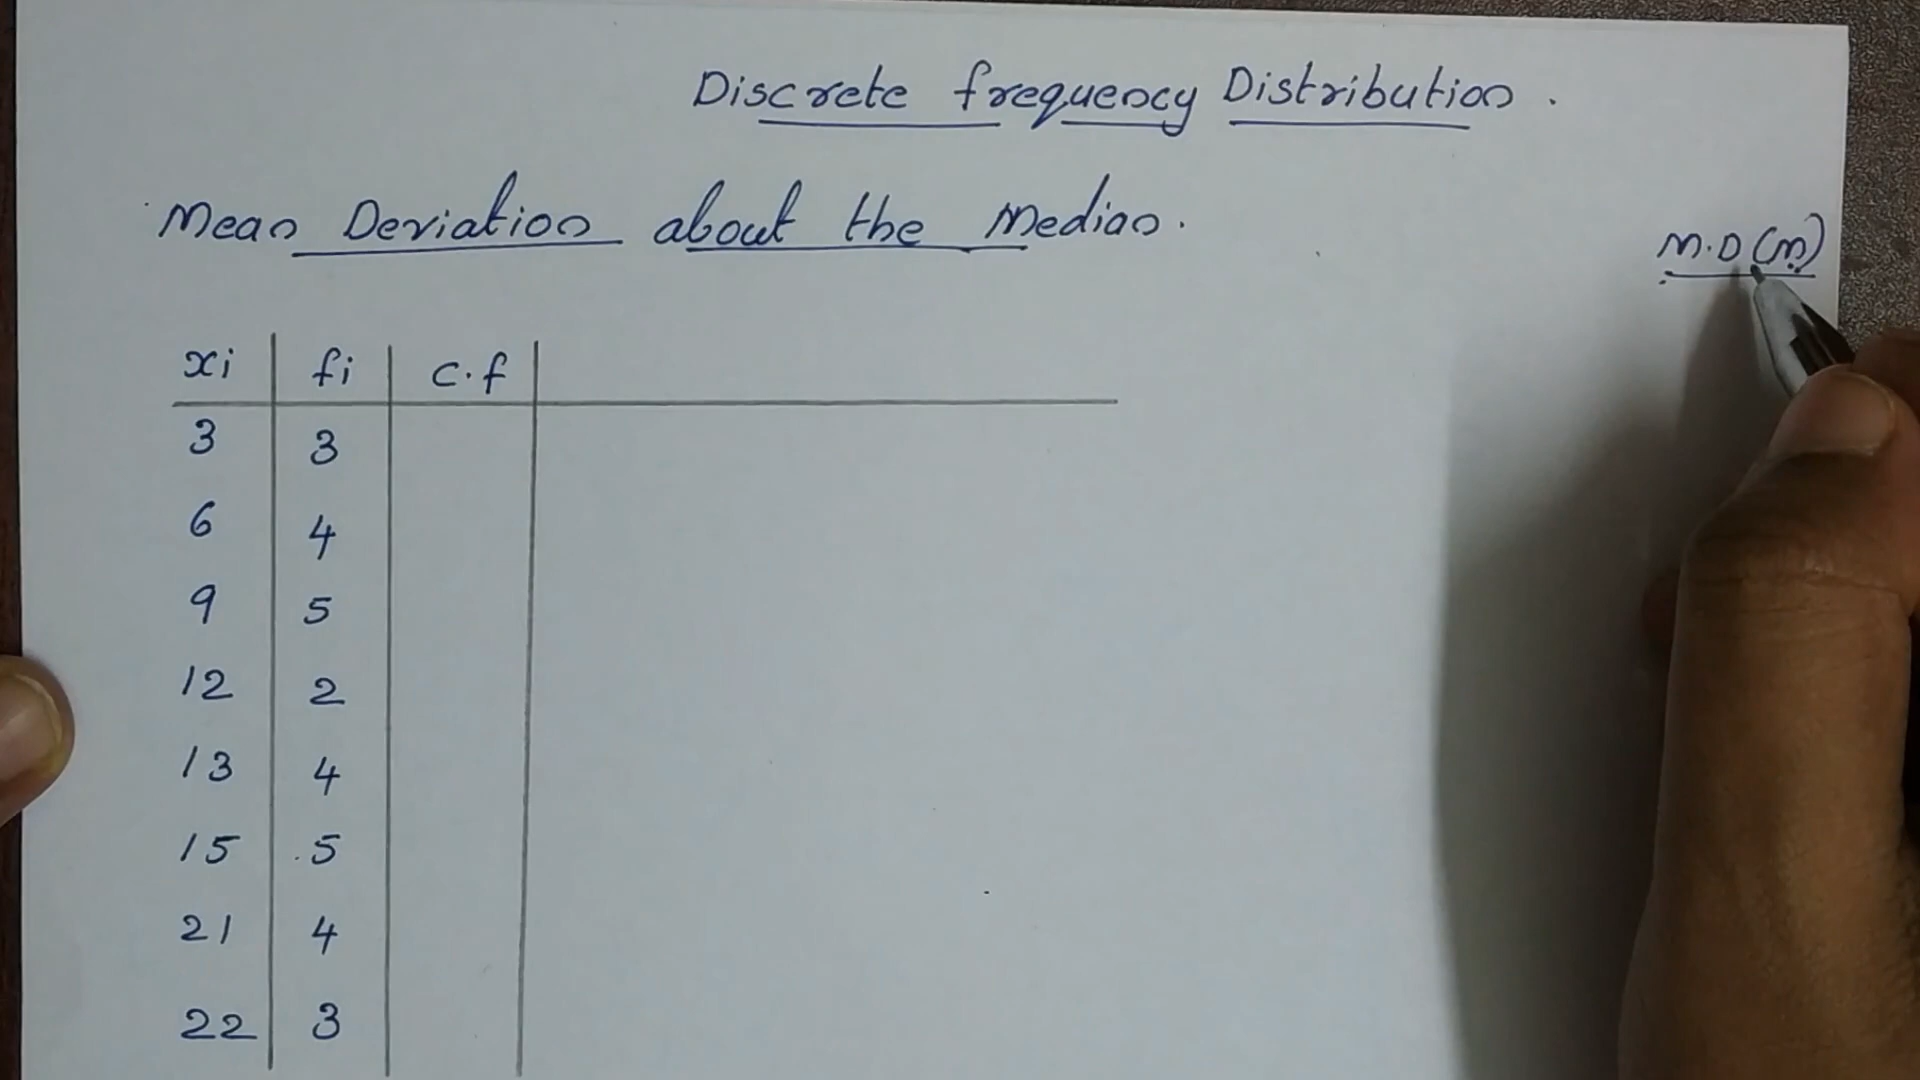 Discrete frequency Distribution.
Mean Deviation about the Median.
M.D(M)
xi fi c.f
3 3
6 4
9 5
12 2
13 4
15 5
21 4
22 3